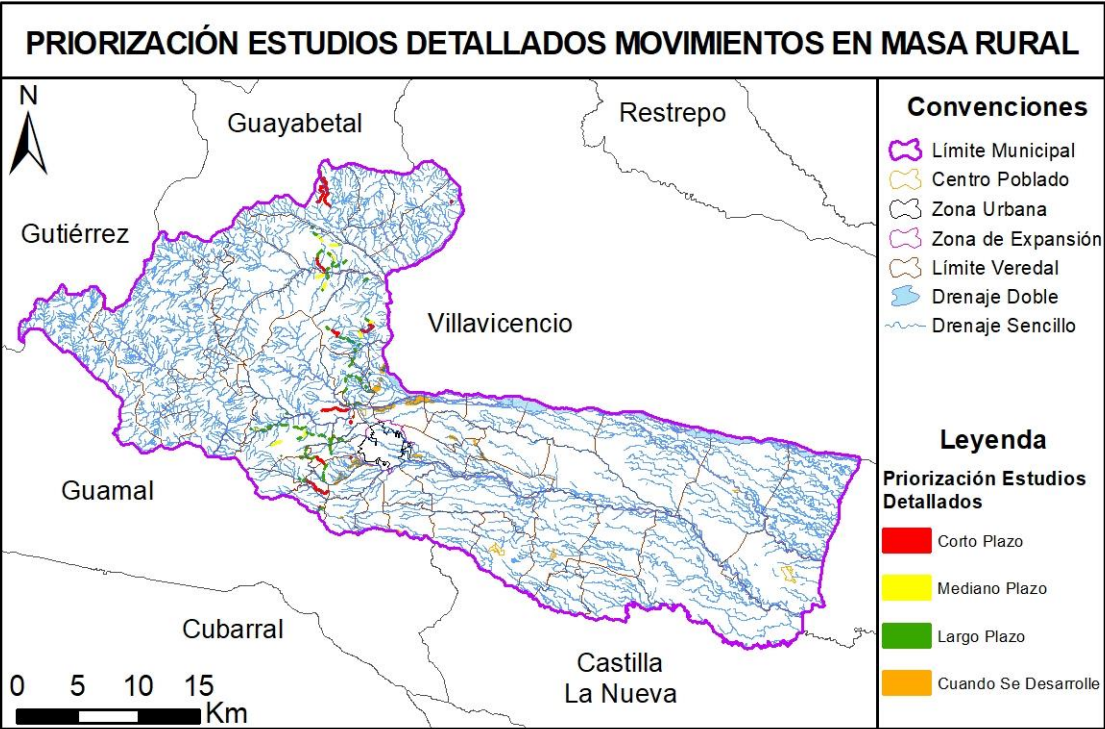 PRIORIZACIÓN ESTUDIOS DETALLADOS MOVIMIENTOS EN MASA RURAL
N
Guayabetal
Restrepo
Gutiérrez
Villavicencio
Guamal
Cubarral
Castilla
La Nueva
0 5 10 15
Km
Convenciones
Límite Municipal
Centro Poblado
Zona Urbana
Zona de Expansión
Límite Veredal
Drenaje Doble
Drenaje Sencillo
Leyenda
Priorización Estudios
Detallados
Corto Plazo
Mediano Plazo
Largo Plazo
Cuando Se Desarrolle